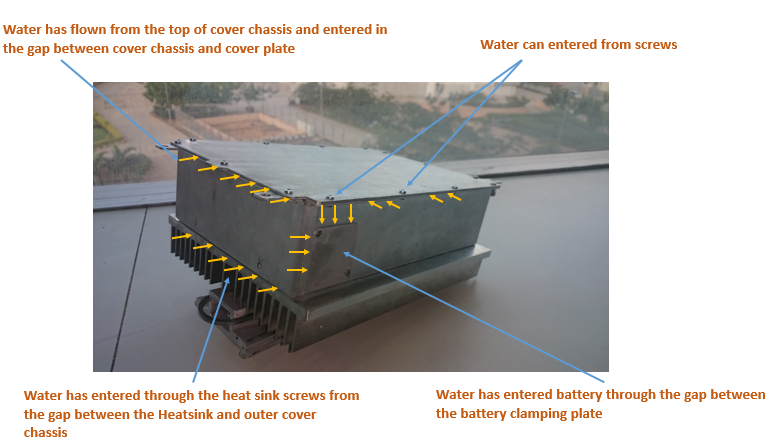 Water has flown from the top of cover chassis and entered in
the gap between cover chassis and cover plate
Water can entered from screws
Water has entered through the heat sink screws from
the gap between the Heatsink and outer cover
chassis
Water has entered battery through the gap between
the battery clamping plate